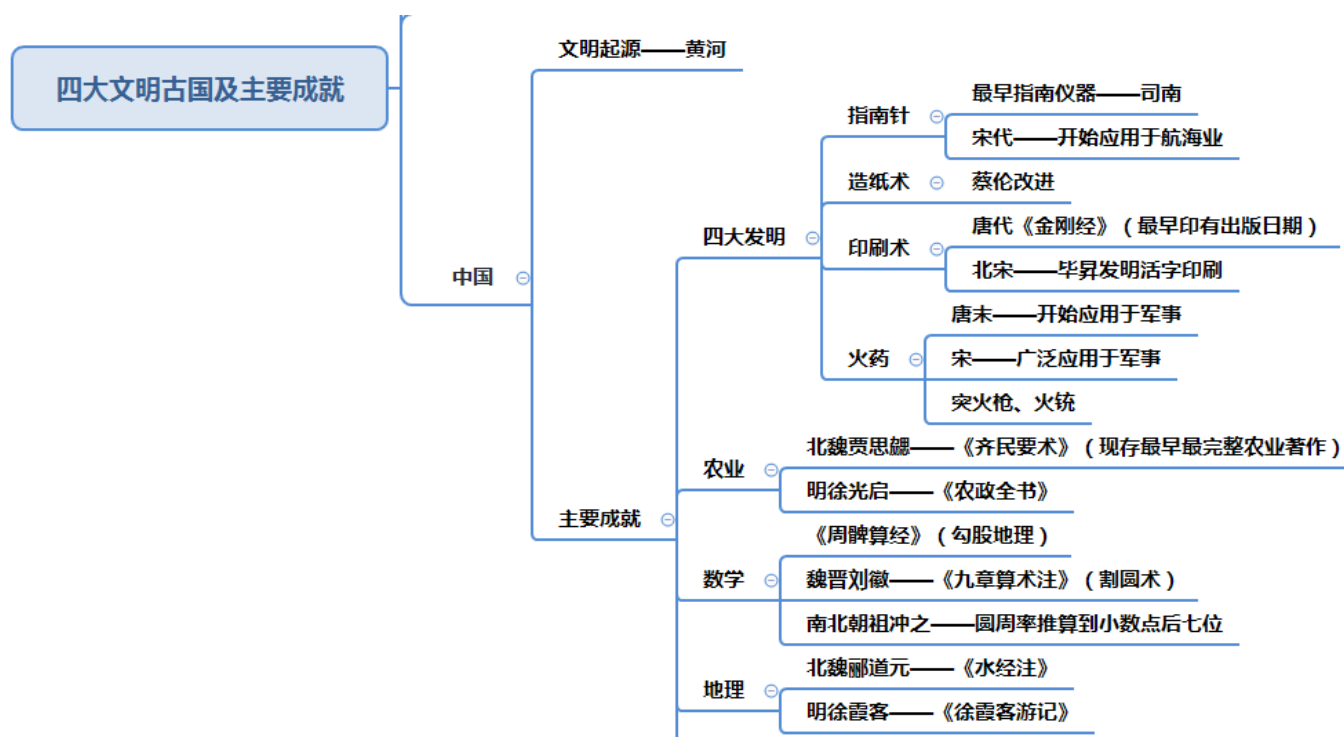 四大文明古国及主要成就
中国
文明起源——黄河
主要成就
四大发明
指南针
最早指南仪器——司南
宋代——开始应用于航海业
造纸术
蔡伦改进
印刷术
唐代《金刚经》（最早印有出版日期）
北宋——毕昇发明活字印刷
火药
唐末——开始应用于军事
宋——广泛应用于军事
突火枪、火铳
农业
北魏贾思勰——《齐民要术》（现存最早最完整农业著作）
明徐光启——《农政全书》
数学
《周髀算经》（勾股地理）
魏晋刘徽——《九章算术注》（割圆术）
南北朝祖冲之——圆周率推算到小数点后七位
地理
北魏郦道元——《水经注》
明徐霞客——《徐霞客游记》